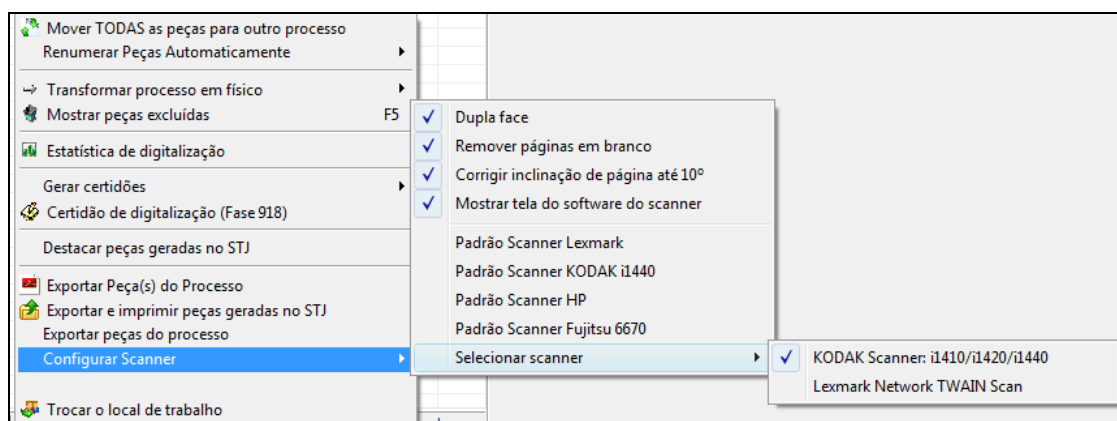 Mover TODAS as peças para outro processo
Renumerar Peças Automaticamente
Transformar processo em físico
Mostrar peças excluídas F5
Estatística de digitalização
Gerar certidões
Certidão de digitalização (Fase 918)
Destacar peças geradas no STJ
Exportar Peça(s) do Processo
Exportar e imprimir peças geradas no STJ
Exportar peças do processo
Configurar Scanner
Trocar o local de trabalho
Dupla face
Remover páginas em branco
Corrigir inclinação de página até 10º
Mostrar tela do software do scanner
Padrão Scanner Lexmark
Padrão Scanner KODAK i1440
Padrão Scanner HP
Padrão Scanner Fujitsu 6670
Selecionar scanner
KODAK Scanner: i1410/i1420/i1440
Lexmark Network TWAIN Scan